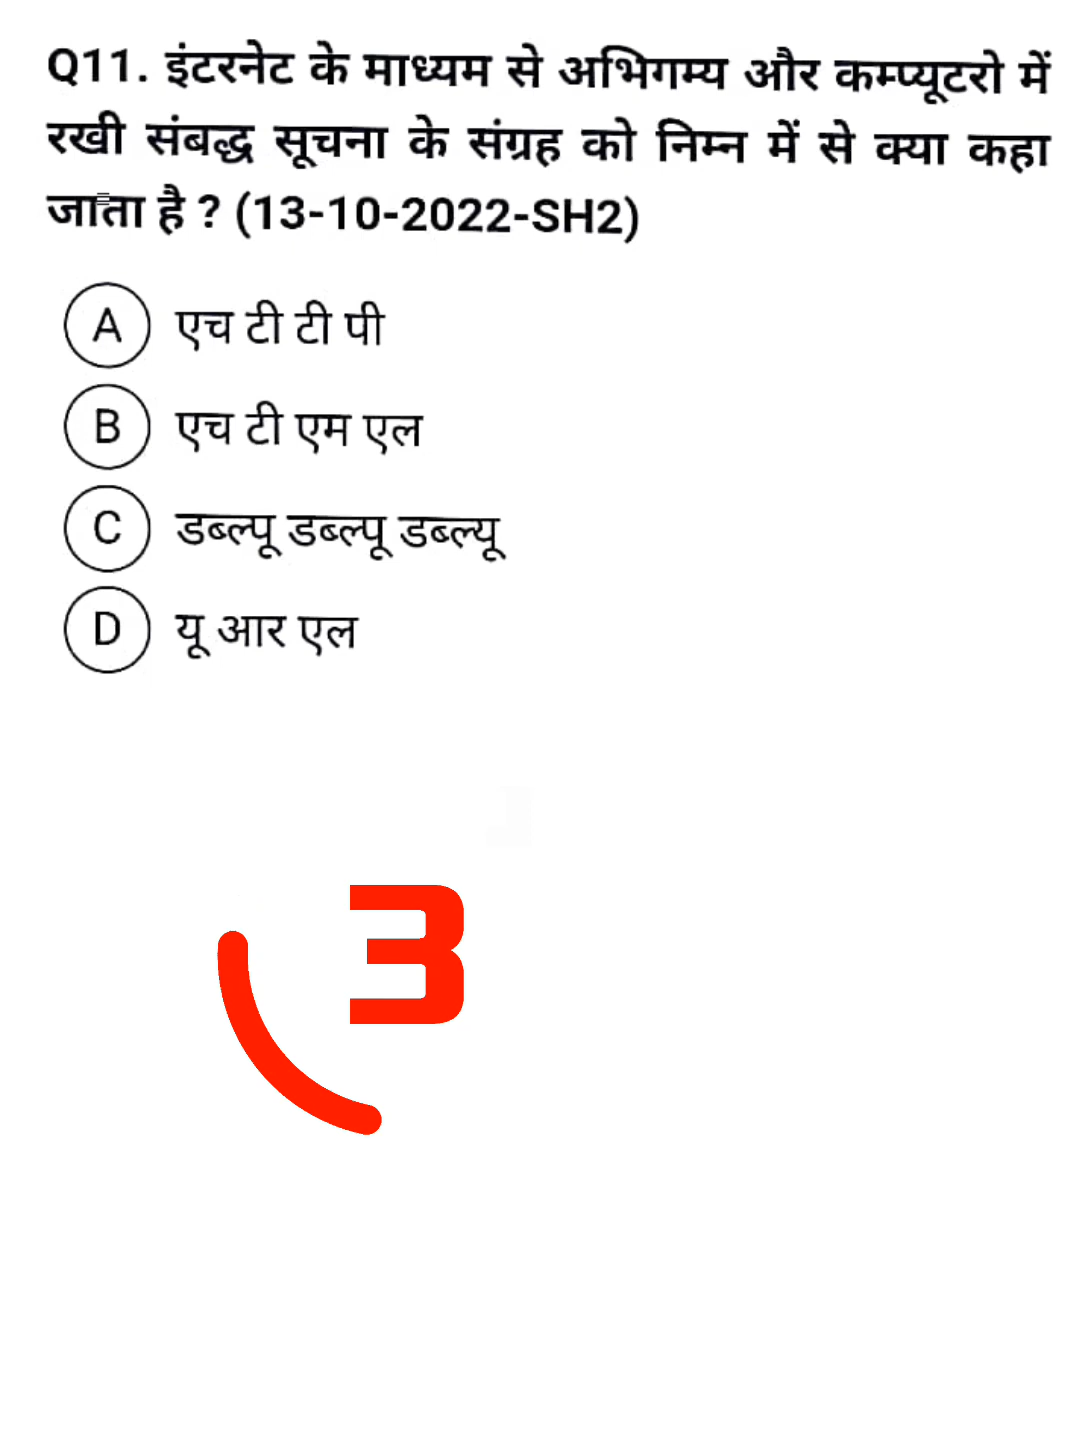 Q11. इंटरनेट के माध्यम से अभिगम्य और कम्प्यूटरो में
रखी संबद्ध सूचना के संग्रह को निम्न में से क्या कहा
जाता है ? (13-10-2022-SH2)
A एच टी टी पी
B एच टी एम एल
C डब्ल्पू डब्ल्पू डब्ल्यू
D यू आर एल
3